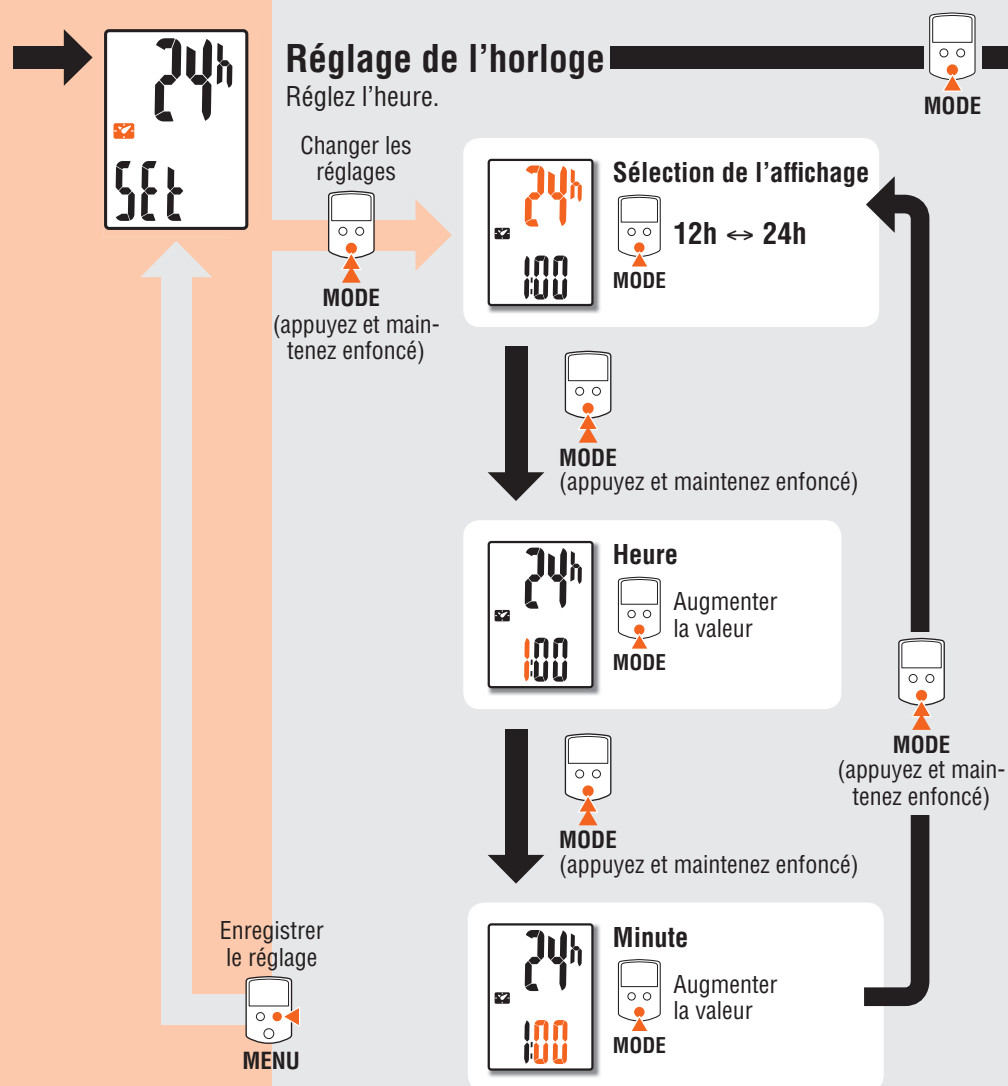 24h
SEt
Réglage de l’horloge
Réglez l’heure.
MODE
Changer les
réglages
MODE
(appuyez et main-
tenez enfoncé)
24h
1:00
Sélection de l’affichage
12h ↔ 24h
MODE
MODE
(appuyez et maintenez enfoncé)
24h
1:00
Heure
Augmenter
la valeur
MODE
MODE
(appuyez et main-
tenez enfoncé)
MODE
(appuyez et maintenez enfoncé)
Enregistrer
le réglage
MENU
24h
1:00
Minute
Augmenter
la valeur
MODE